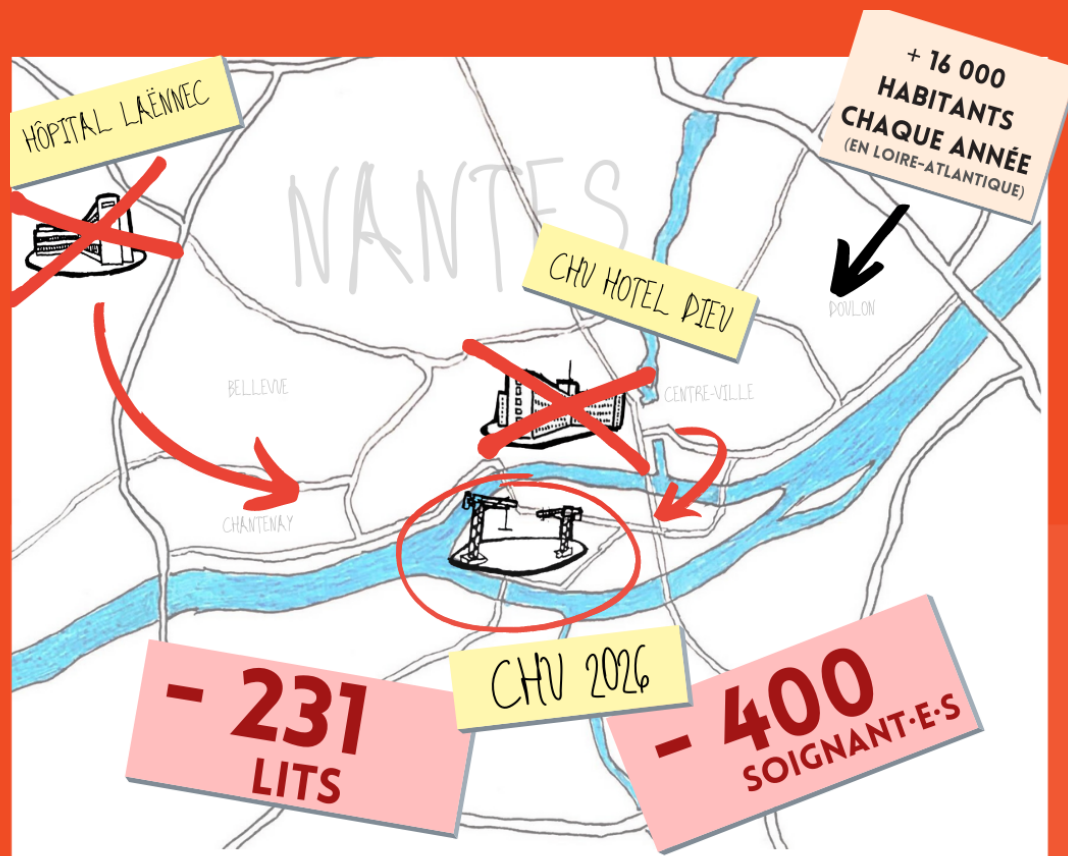 HÔPITAL LAËNNEC
+ 16 000
HABITANTS
CHAQUE ANNÉE
(EN LOIRE-ATLANTIQUE)
NANTES
CHU HOTEL DIEU
DOULON
BELLEVUE
CENTRE-VILLE
CHANTENAY
CHU 2026
- 231
LITS
- 400
SOIGNANT·E·S